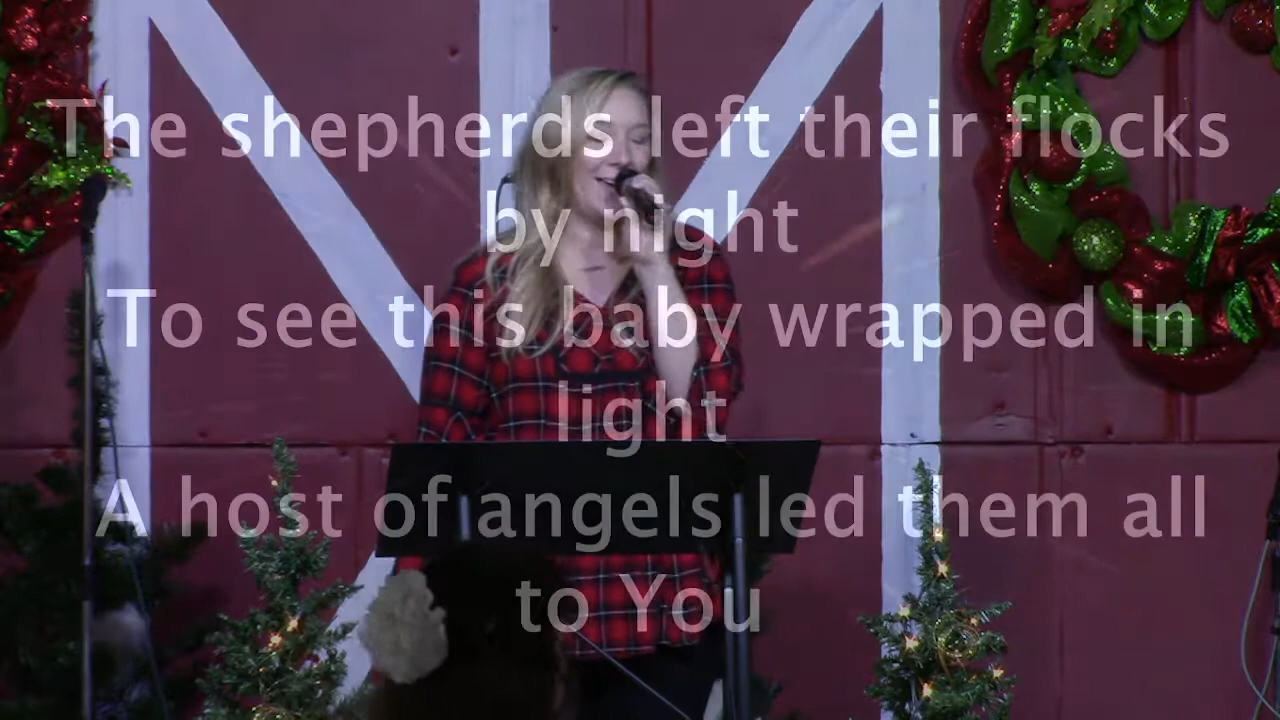 The shepherds left their flocks
by night
To see this baby wrapped in
light
A host of angels led them all
to You